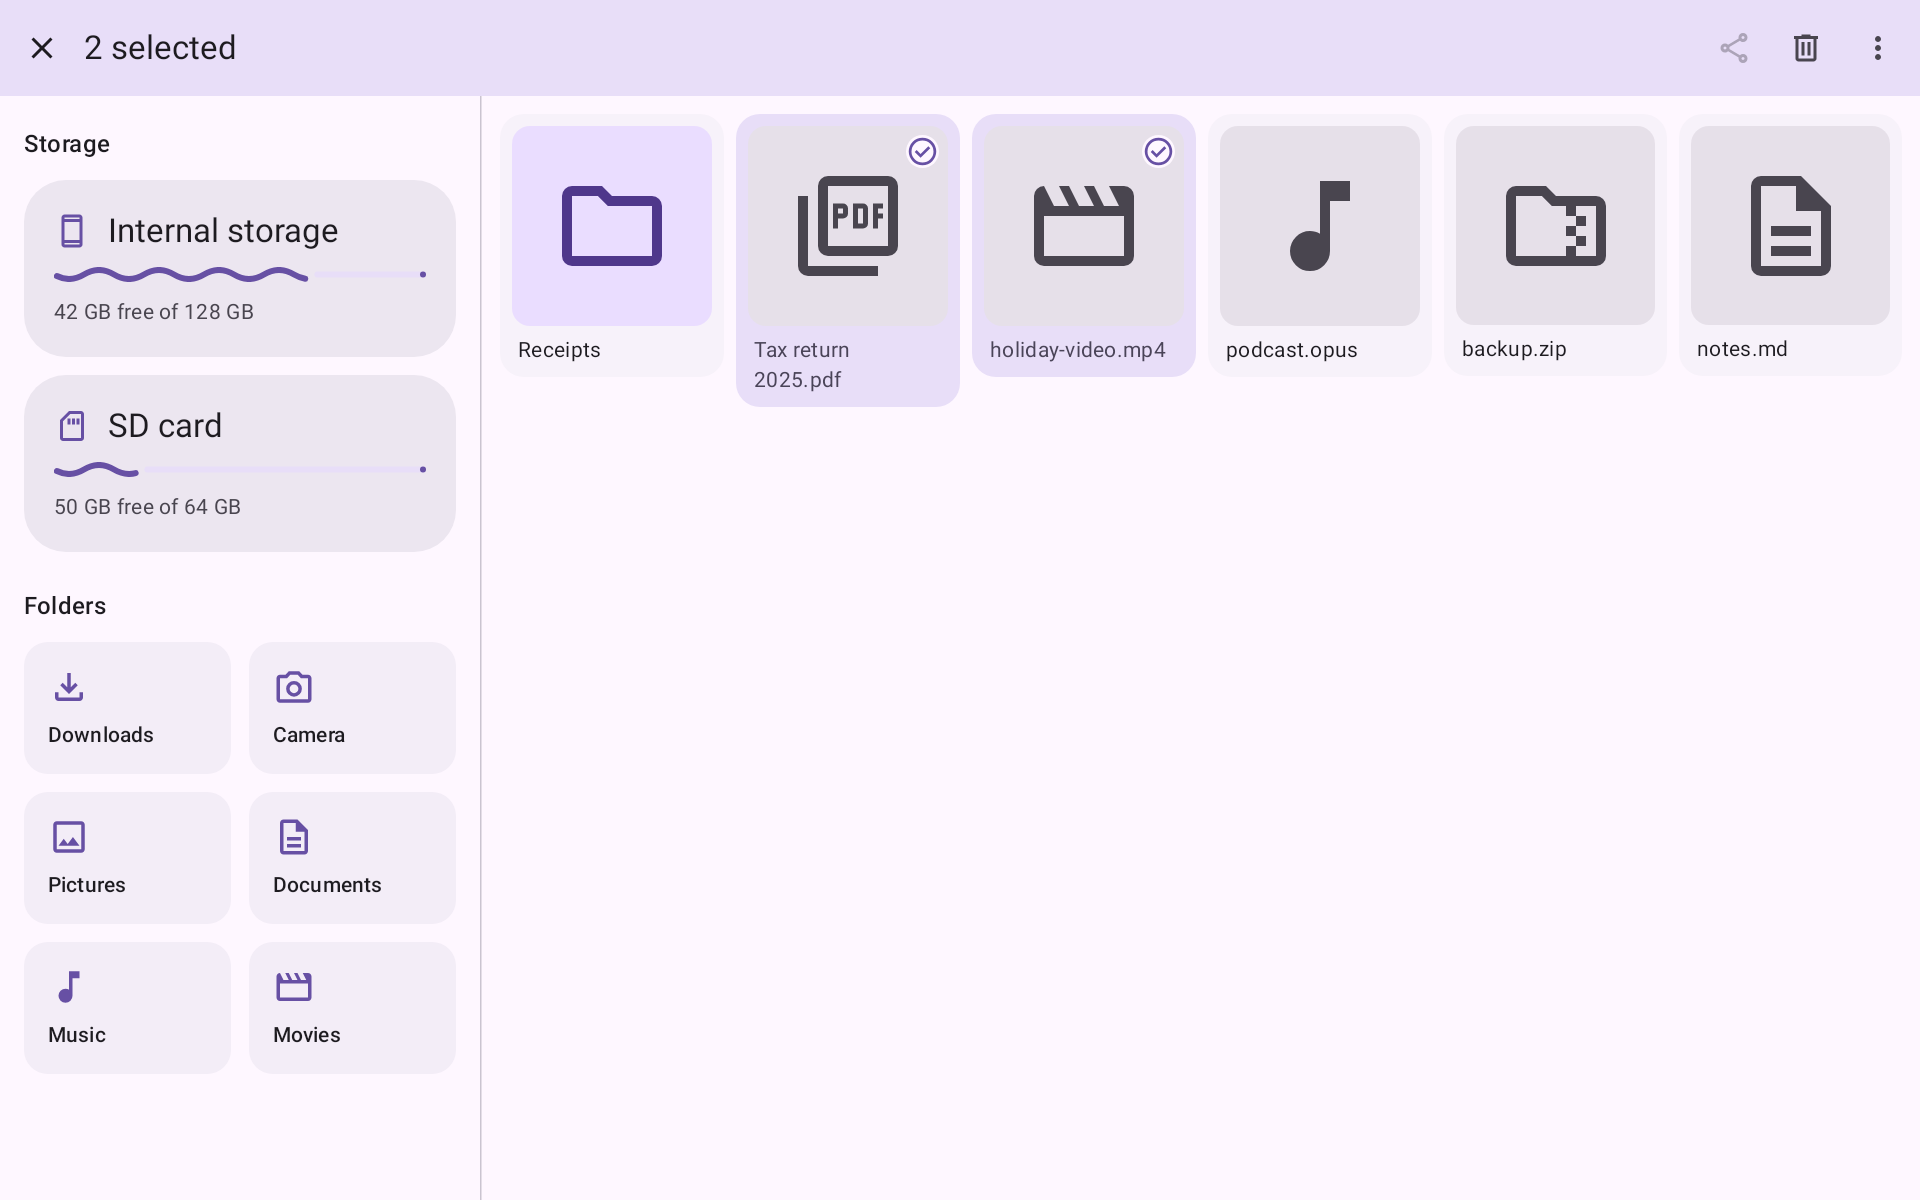 2 selected
Storage
Internal storage
42 GB free of 128 GB
SD card
50 GB free of 64 GB
Folders
Downloads
Camera
Pictures
Documents
Music
Movies
Receipts
PDF
Tax return
2025.pdf
holiday-video.mp4
podcast.opus
backup.zip
notes.md